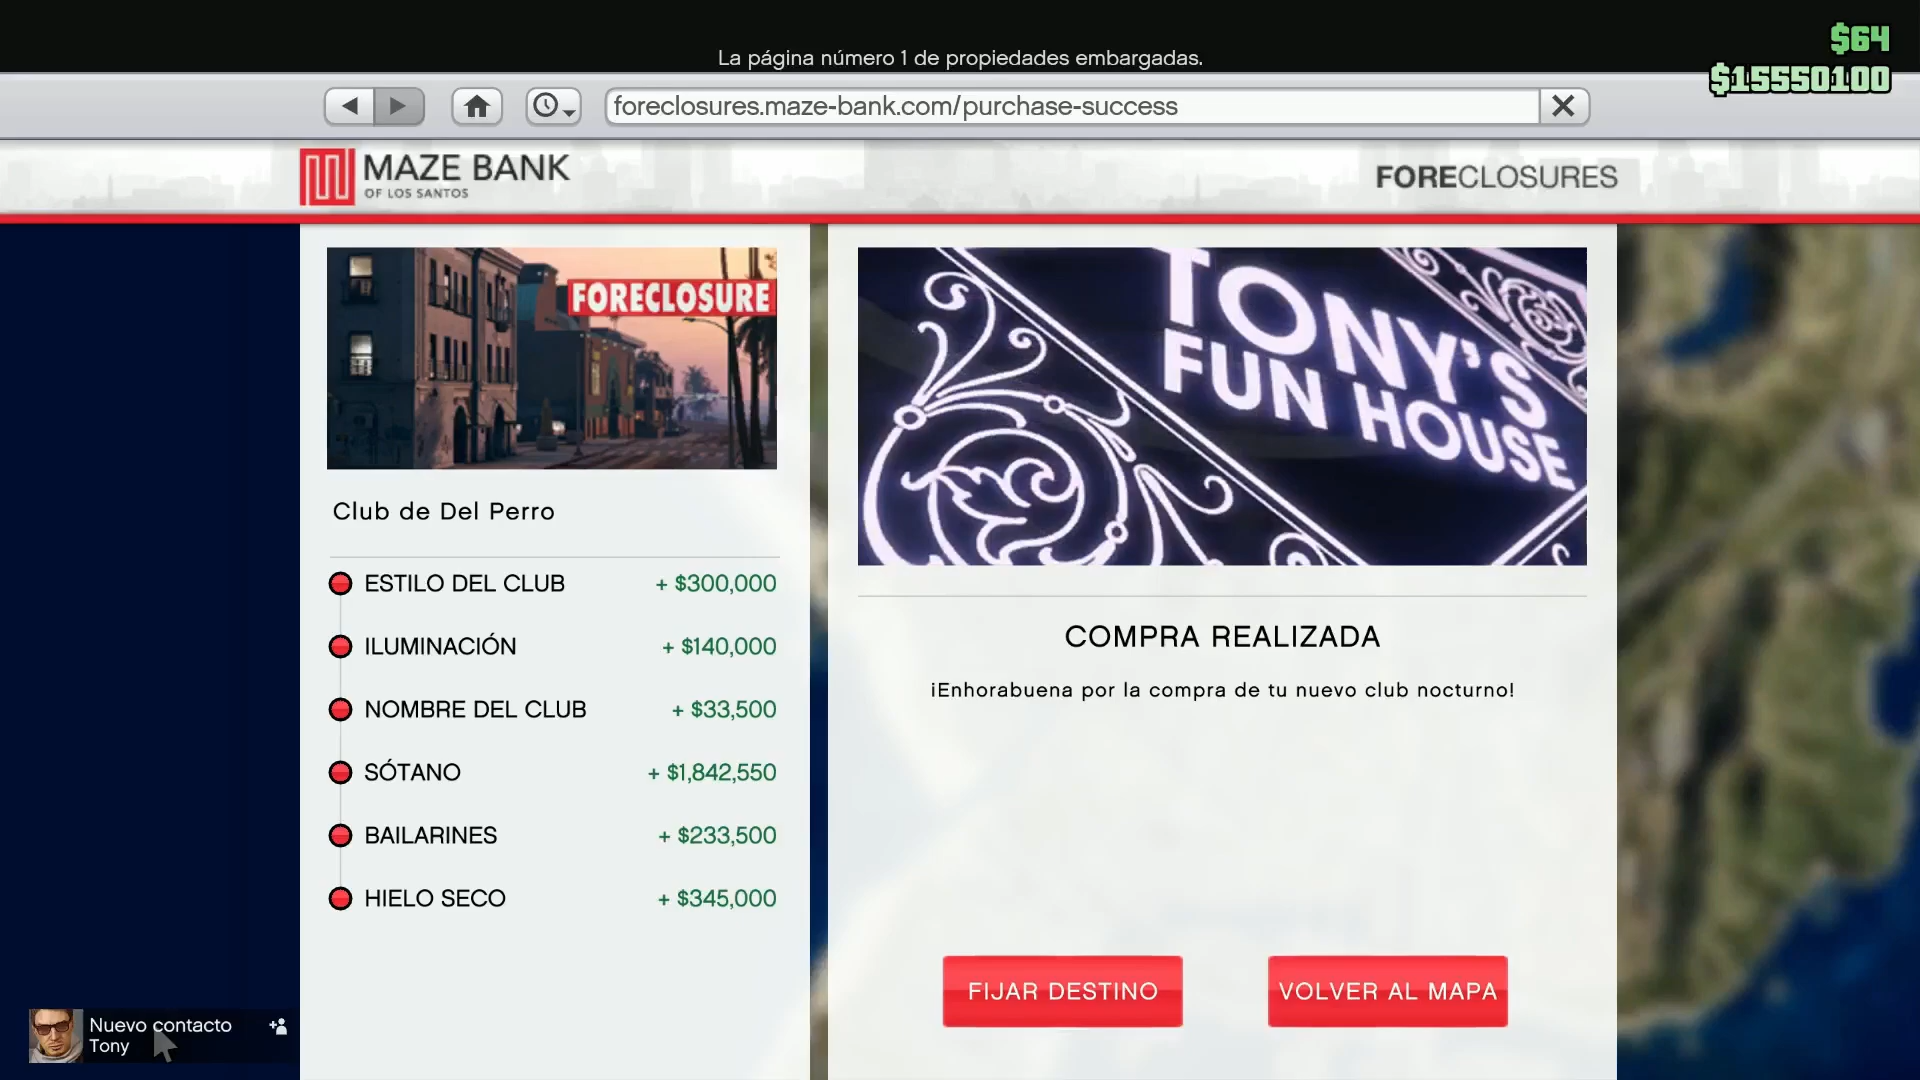 La página número 1 de propiedades embargadas.
$64
$15550100
foreclosures.maze-bank.com/purchase-success
MAZE BANK
OF LOS SANTOS
FORECLOSURES
FORECLOSURE
Club de Del Perro
ESTILO DEL CLUB + $300,000
ILUMINACIÓN + $140,000
NOMBRE DEL CLUB + $33,500
SÓTANO + $1,842,550
BAILARINES + $233,500
HIELO SECO + $345,000
TONY'S
FUN HOUSE
COMPRA REALIZADA
¡Enhorabuena por la compra de tu nuevo club nocturno!
FIJAR DESTINO
VOLVER AL MAPA
Nuevo contacto
Tony